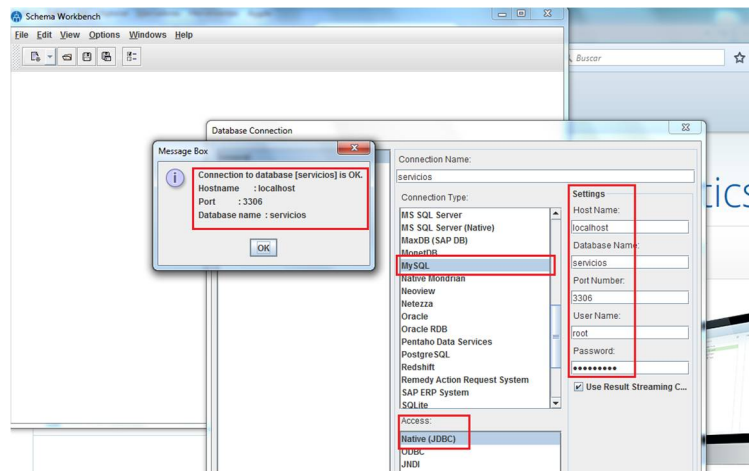 Schema Workbench
File Edit View Options Windows Help
Buscar
Database Connection
Message Box
Connection to database [servicios] is OK.
Hostname : localhost
Port : 3306
Database name : servicios
OK
Connection Name:
servicios
Connection Type:
MS SQL Server
MS SQL Server (Native)
MaxDB (SAP DB)
MonetDB
MySQL
Native Mondrian
Neoview
Netezza
Oracle
Oracle RDB
Pentaho Data Services
PostgreSQL
Redshift
Remedy Action Request System
SAP ERP System
SQLite
Access:
Native (JDBC)
ODBC
JNDI
Settings
Host Name:
localhost
Database Name:
servicios
Port Number:
3306
User Name:
root
Password:
•••••••••
Use Result Streaming C...
tics